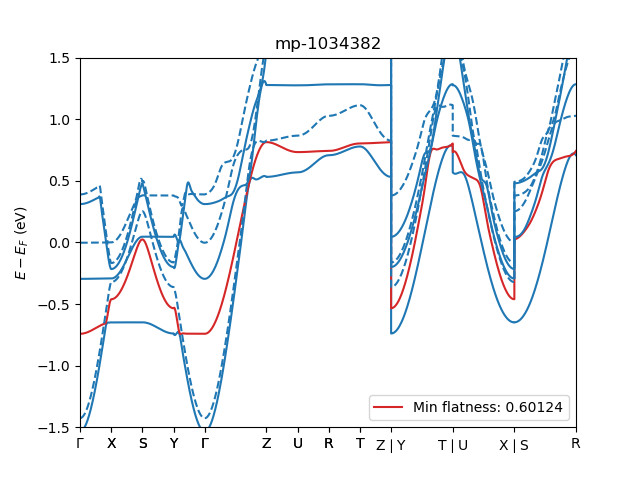 mp-1034382
E − E_F (eV)
1.5
1.0
0.5
0.0
−0.5
−1.0
−1.5
Min flatness: 0.60124
Γ X S Y Γ Z U R T Z | Y T | U X | S R